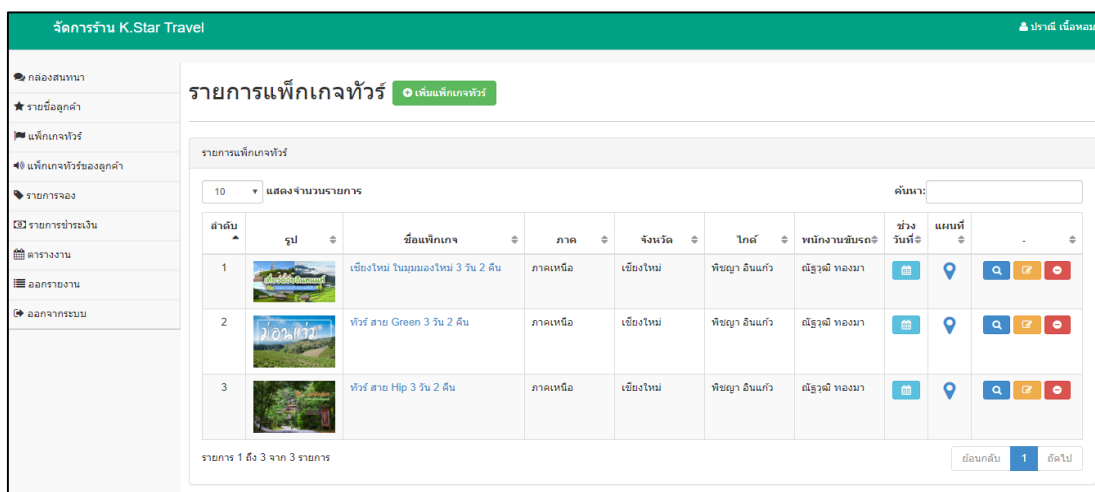 จัดการร้าน K.Star Travel
ปราณี เนื้อหอม
กล่องสนทนา
รายชื่อลูกค้า
แพ็กเกจทัวร์
แพ็กเกจทัวร์ของลูกค้า
รายการจอง
รายการชำระเงิน
ตารางงาน
ออกรายงาน
ออกจากระบบ
รายการแพ็กเกจทัวร์ เพิ่มแพ็กเกจทัวร์
รายการแพ็กเกจทัวร์
10 แสดงจำนวนรายการ ค้นหา:
ลำดับ รูป ชื่อแพ็กเกจ ภาค จังหวัด ไกด์ พนักงานขับรถ ช่วงวันที่ แผนที่ -
1 เชียงใหม่ ในมุมมองใหม่ 3 วัน 2 คืน ภาคเหนือ เชียงใหม่ พิชญา อินแก้ว ณัฐวุฒิ ทองมา
2 ม่อนแจ่ม ทัวร์ สาย Green 3 วัน 2 คืน ภาคเหนือ เชียงใหม่ พิชญา อินแก้ว ณัฐวุฒิ ทองมา
3 ทัวร์ สาย Hip 3 วัน 2 คืน ภาคเหนือ เชียงใหม่ พิชญา อินแก้ว ณัฐวุฒิ ทองมา
รายการ 1 ถึง 3 จาก 3 รายการ
ย้อนกลับ 1 ถัดไป